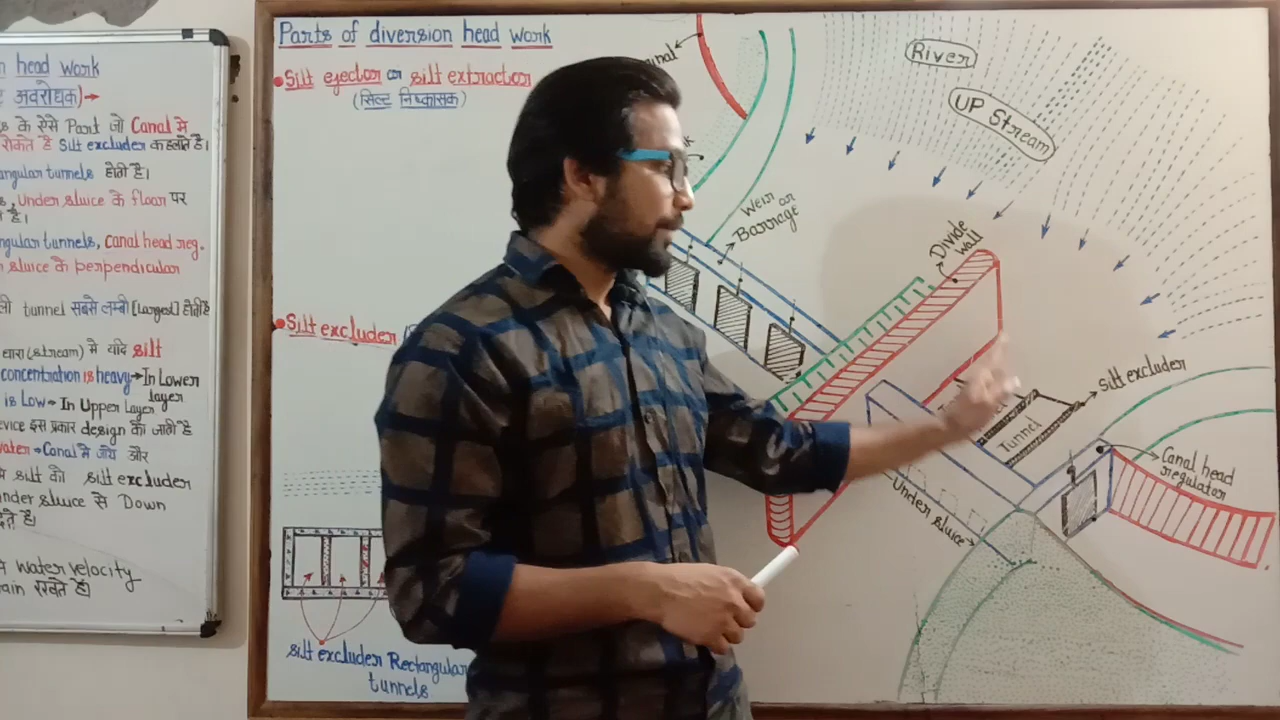 head work
अवरोधक)→
के ऐसे Part जो Canal में
रोकते है Silt excluder कहलाते है।
angular tunnels होती है।
Under sluice के floor पर
है।
ngular tunnels, canal head reg.
sluice के perpendicular
tunnel सबसे लम्बी [Largest] होती है
धारा (stream) मे यदि silt
concentration is heavy→In Lower
layer
is Low→In Upper Layer
इस प्रकार design की जाती है
water→Canal मे जाये और
silt को silt excluder
nder sluice से Down
देते है।
मे water velocity
ain रखते है।
Parts of diversion head work
•Silt ejector or silt extractor
(सिल्ट निष्कासक)
•Silt excluder
silt excluder Rectangular
tunnels
River
UP Stream
Weir or
Barrage
Divide
wall
silt excluder
Tunnel
Canal head
regulator
Under sluice